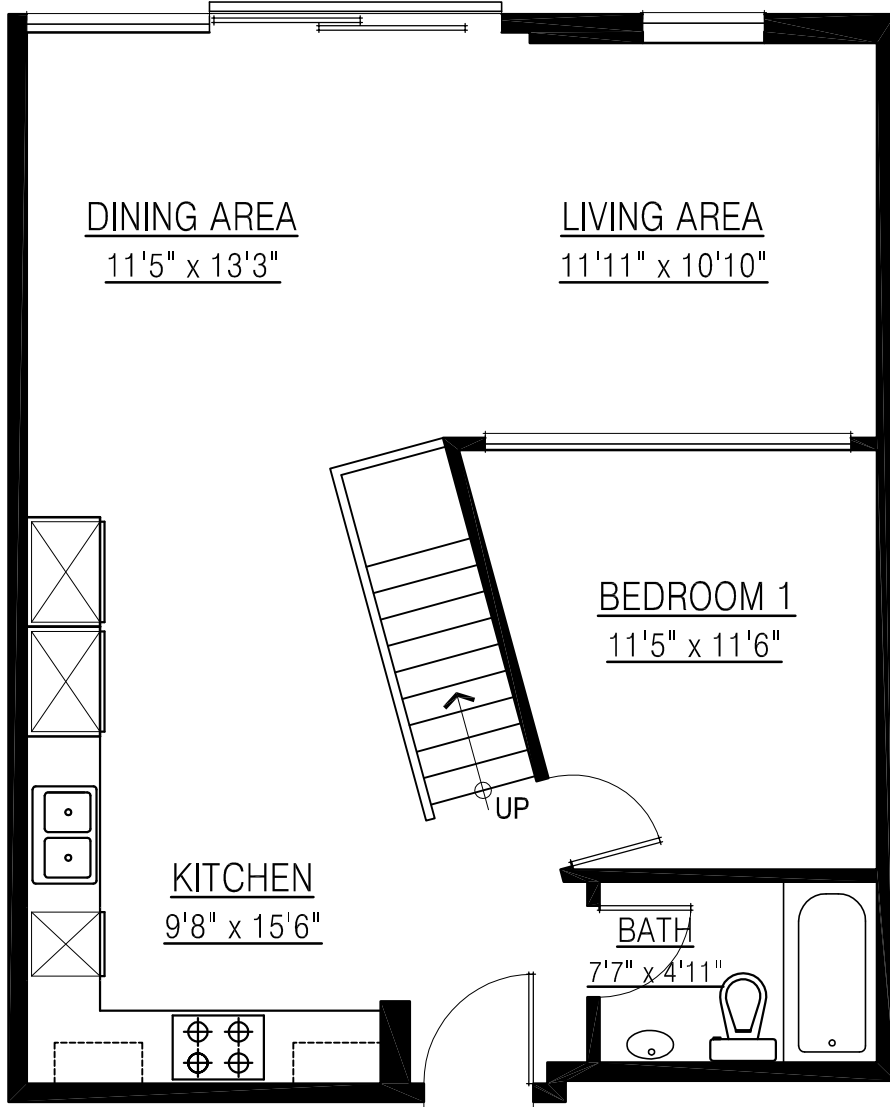 DINING AREA
11'5" x 13'3"
LIVING AREA
11'11" x 10'10"
BEDROOM 1
11'5" x 11'6"
UP
KITCHEN
9'8" x 15'6"
BATH
7'7" x 4'11"